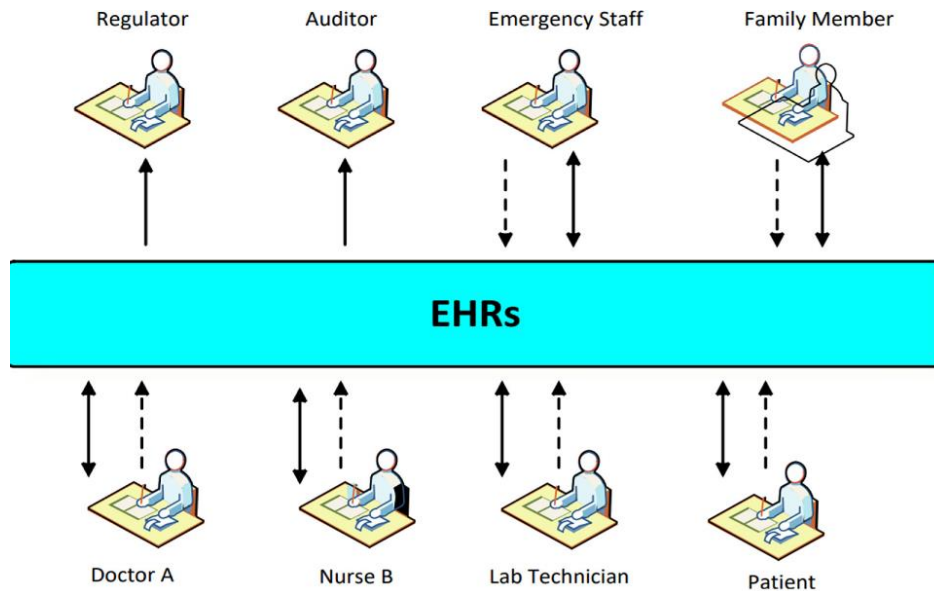 Regulator
Auditor
Emergency Staff
Family Member
EHRs
Doctor A
Nurse B
Lab Technician
Patient